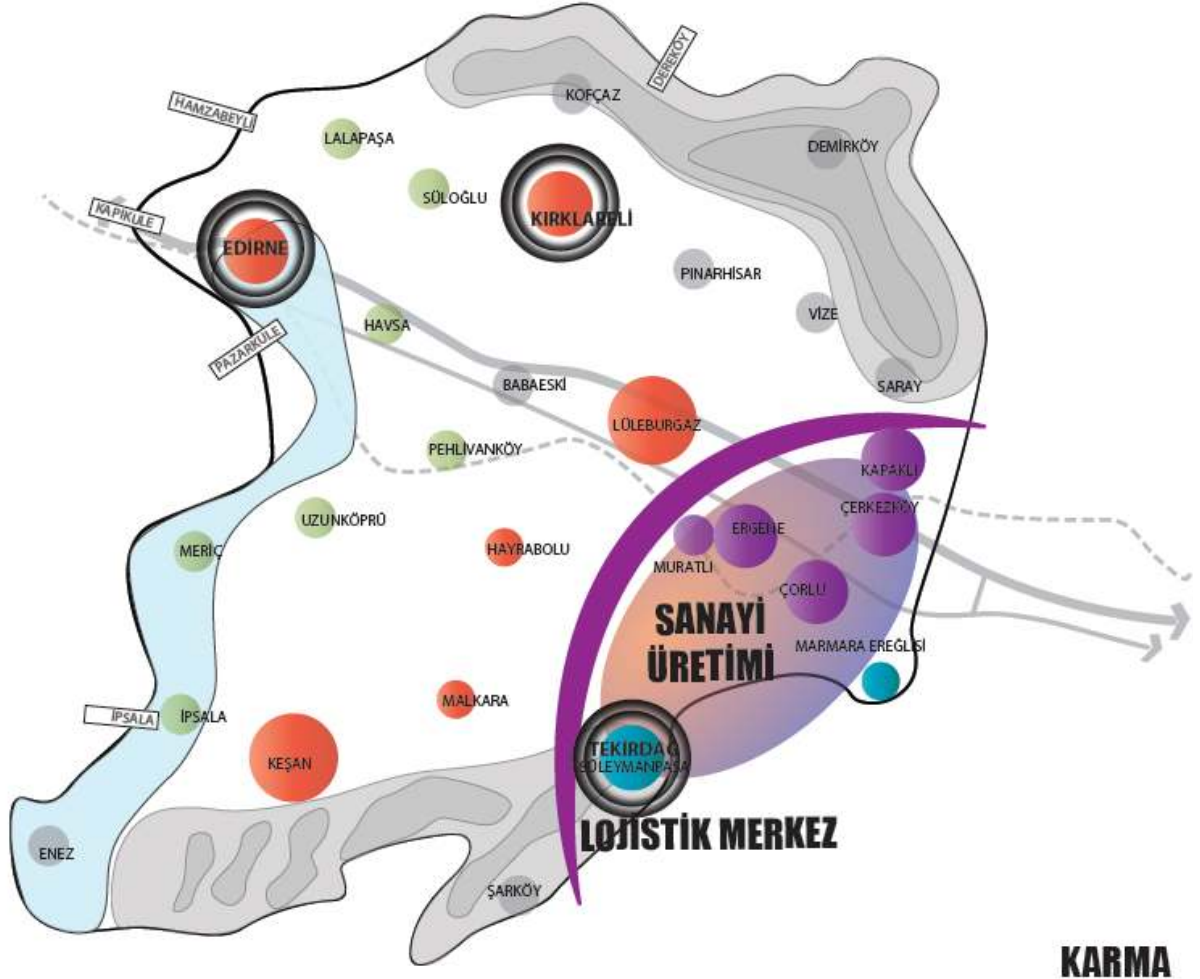 DEREKÖY
KOFÇAZ
HAMZABEYLİ
LALAPAŞA
DEMİRKÖY
SÜLOĞLU
KAPIKULE
KIRKLARELİ
EDİRNE
PINARHİSAR
VİZE
HAVSA
PAZARKULE
BABAESKİ
SARAY
LÜLEBURGAZ
PEHLİVANKÖY
KAPAKLI
ÇERKEZKÖY
UZUNKÖPRÜ
ERGENE
MERİÇ
HAYRABOLU
MURATLI
ÇORLU
SANAYİ
ÜRETİMİ
MARMARA EREĞLİSİ
MALKARA
İPSALA
İPSALA
TEKİRDAĞ
SÜLEYMANPAŞA
KEŞAN
LOJİSTİK MERKEZ
ENEZ
ŞARKÖY
KARMA